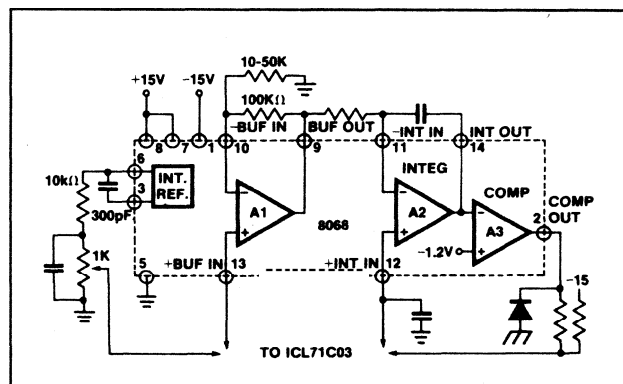 10-50K
+15V
-15V
100KΩ
-BUF IN
BUF OUT
-INT IN
INT OUT
8
7
1
10
9
11
14
6
INT.
REF.
10kΩ
3
300pF
INTEG
COMP
COMP
OUT
A1
A2
A3
2
8068
-1.2V
1K
5
+BUF IN
13
+INT IN
12
-15
TO ICL71C03